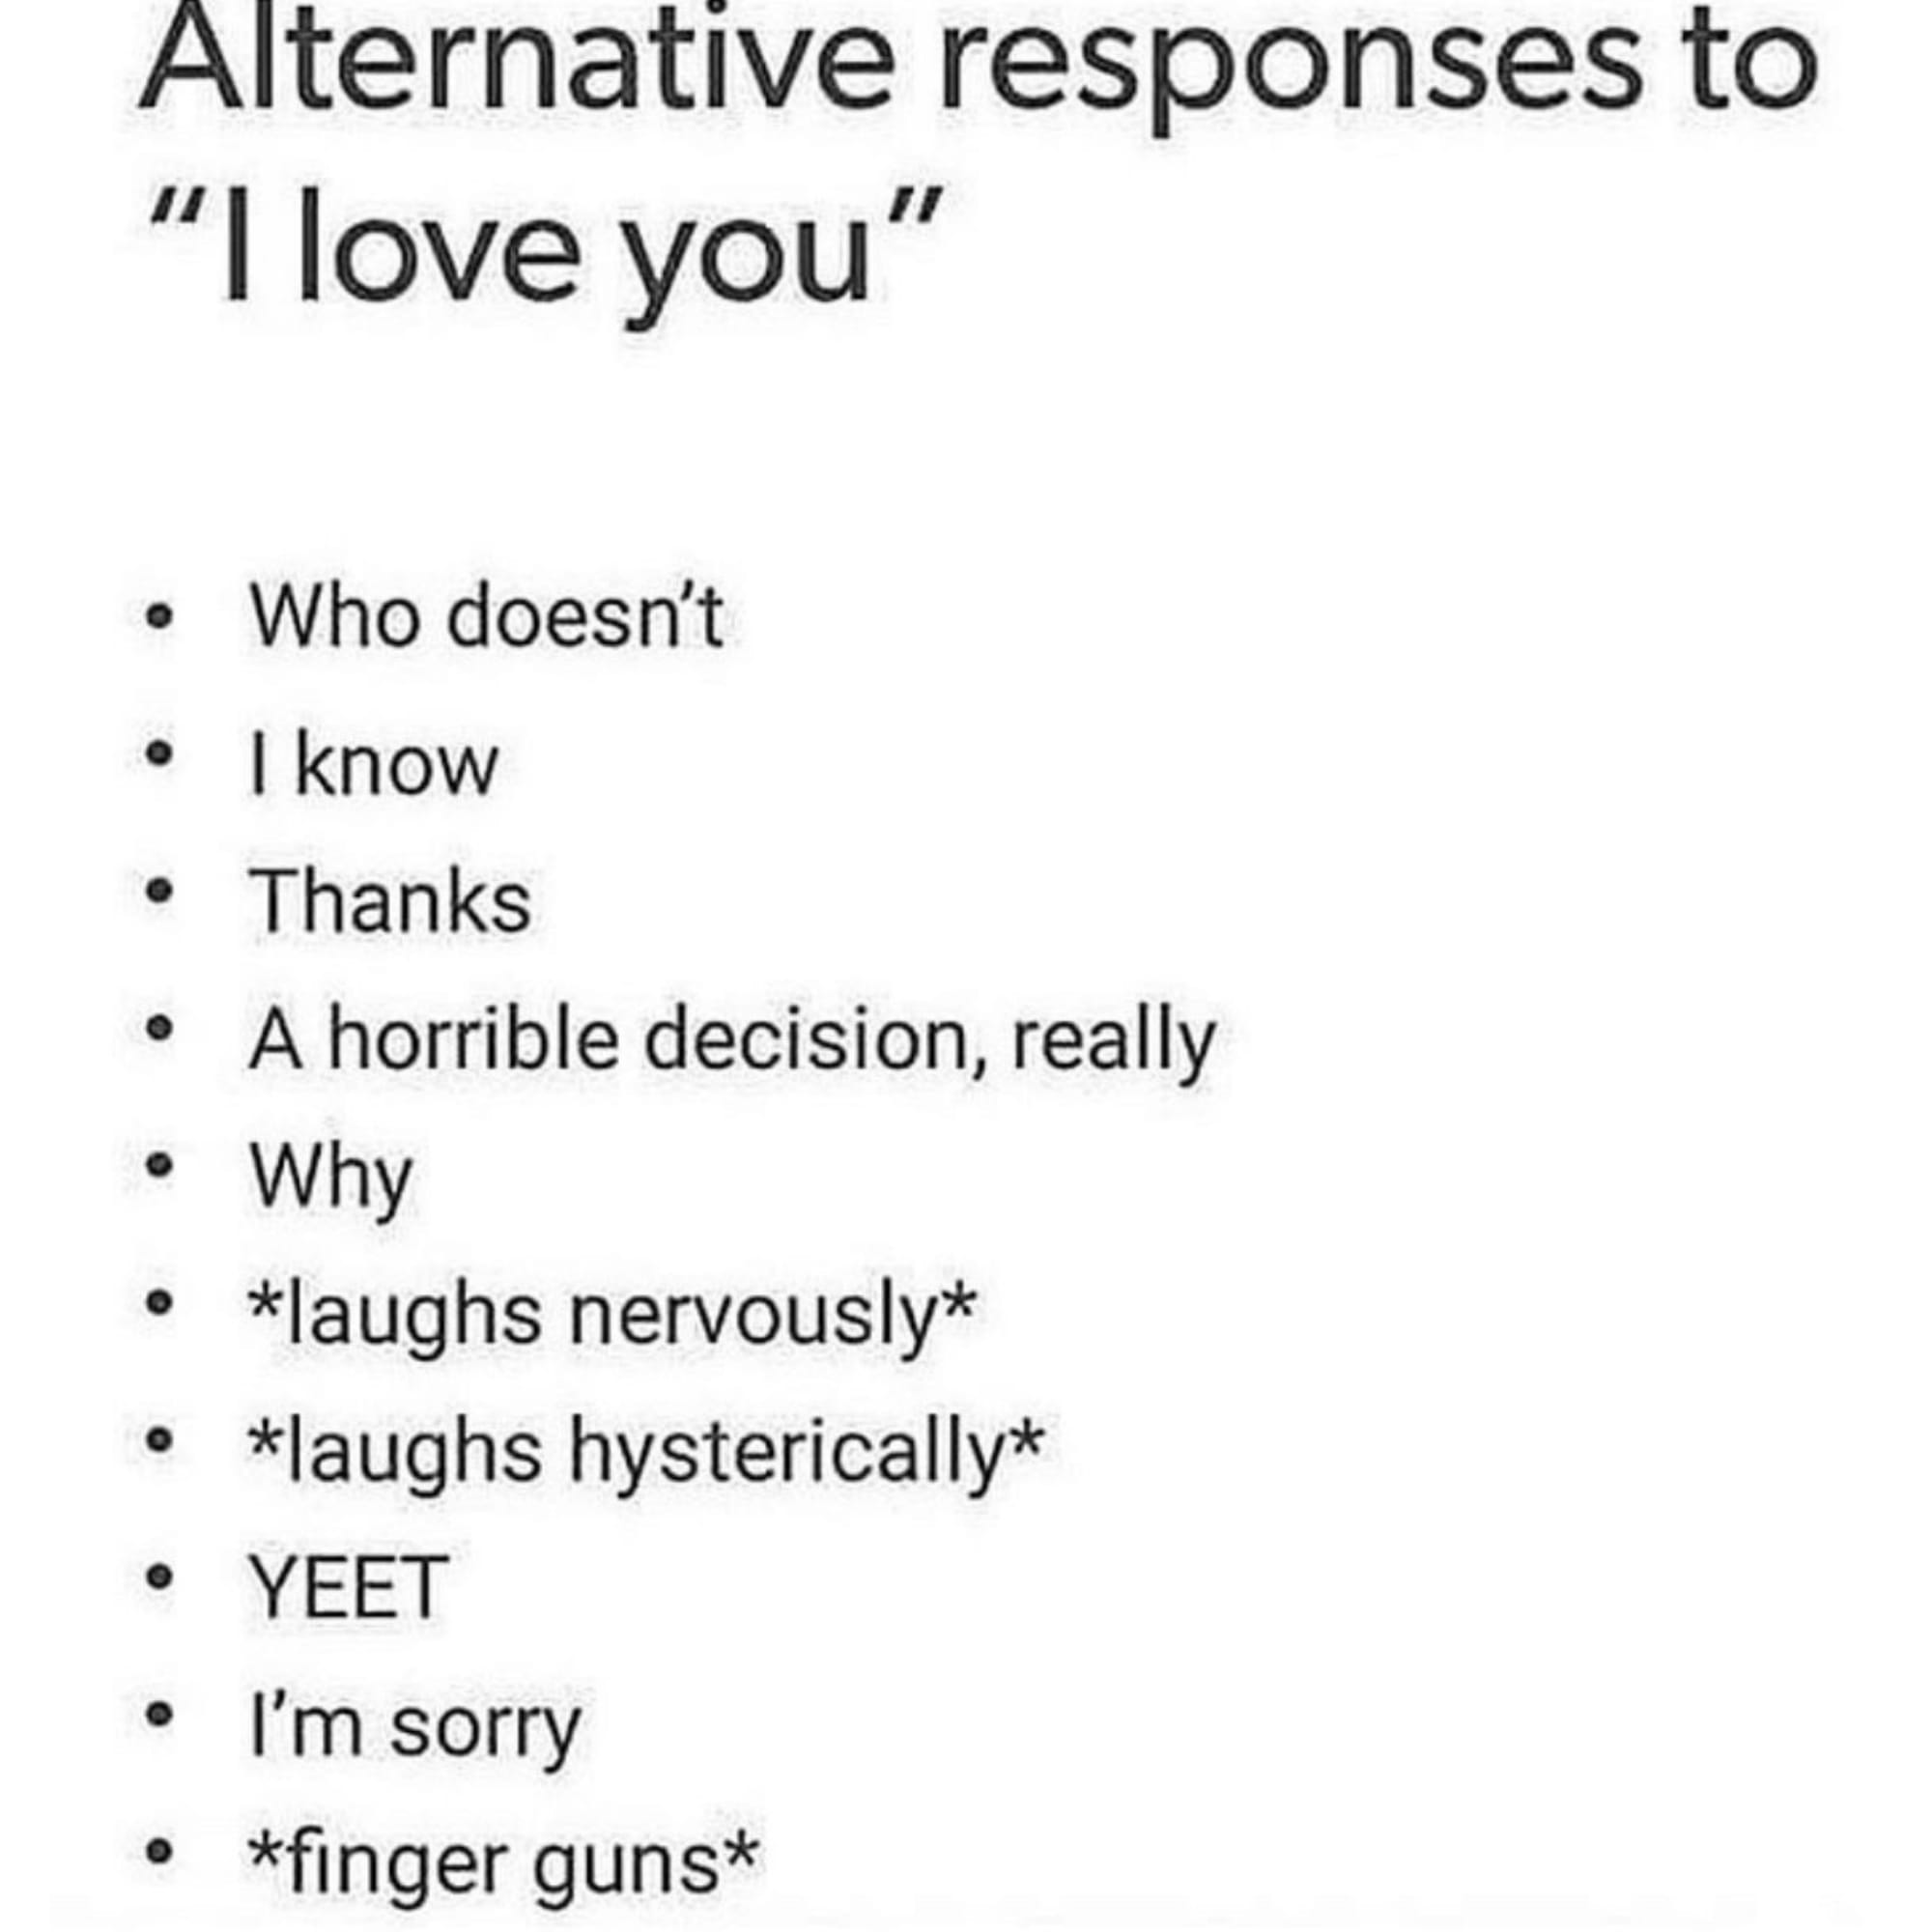 Alternative responses to
“I love you”
• Who doesn’t
• I know
• Thanks
• A horrible decision, really
• Why
• *laughs nervously*
• *laughs hysterically*
• YEET
• I’m sorry
• *finger guns*